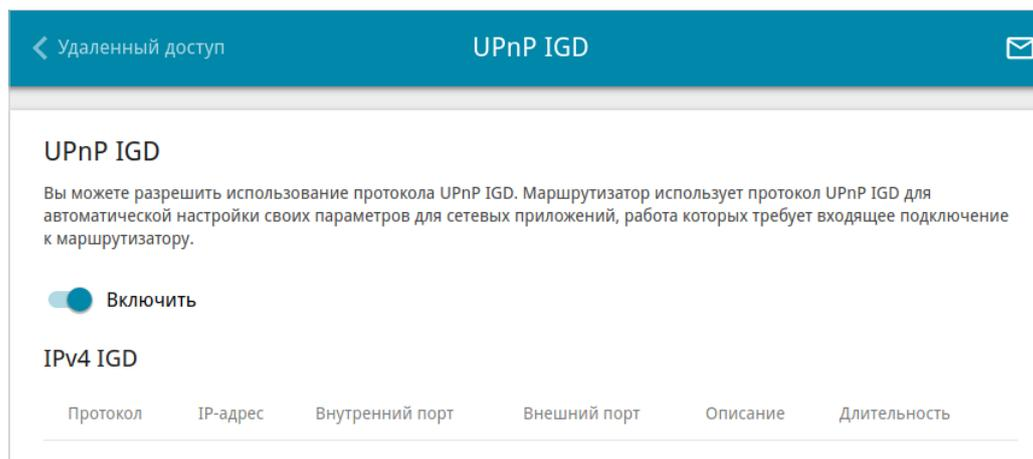 Удаленный доступ UPnP IGD
UPnP IGD
Вы можете разрешить использование протокола UPnP IGD. Маршрутизатор использует протокол UPnP IGD для
автоматической настройки своих параметров для сетевых приложений, работа которых требует входящее подключение
к маршрутизатору.
Включить
IPv4 IGD
Протокол IP-адрес Внутренний порт Внешний порт Описание Длительность